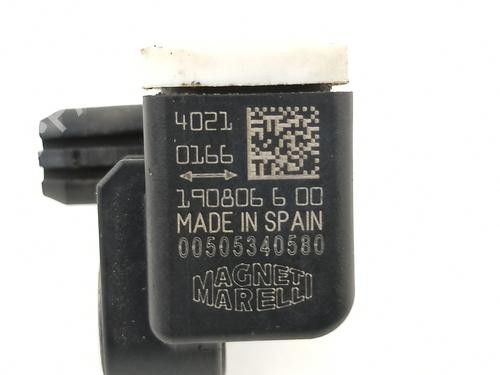 4021
0166
190806 6 00
MADE IN SPAIN
00505340580
MAGNETI
MARELLI